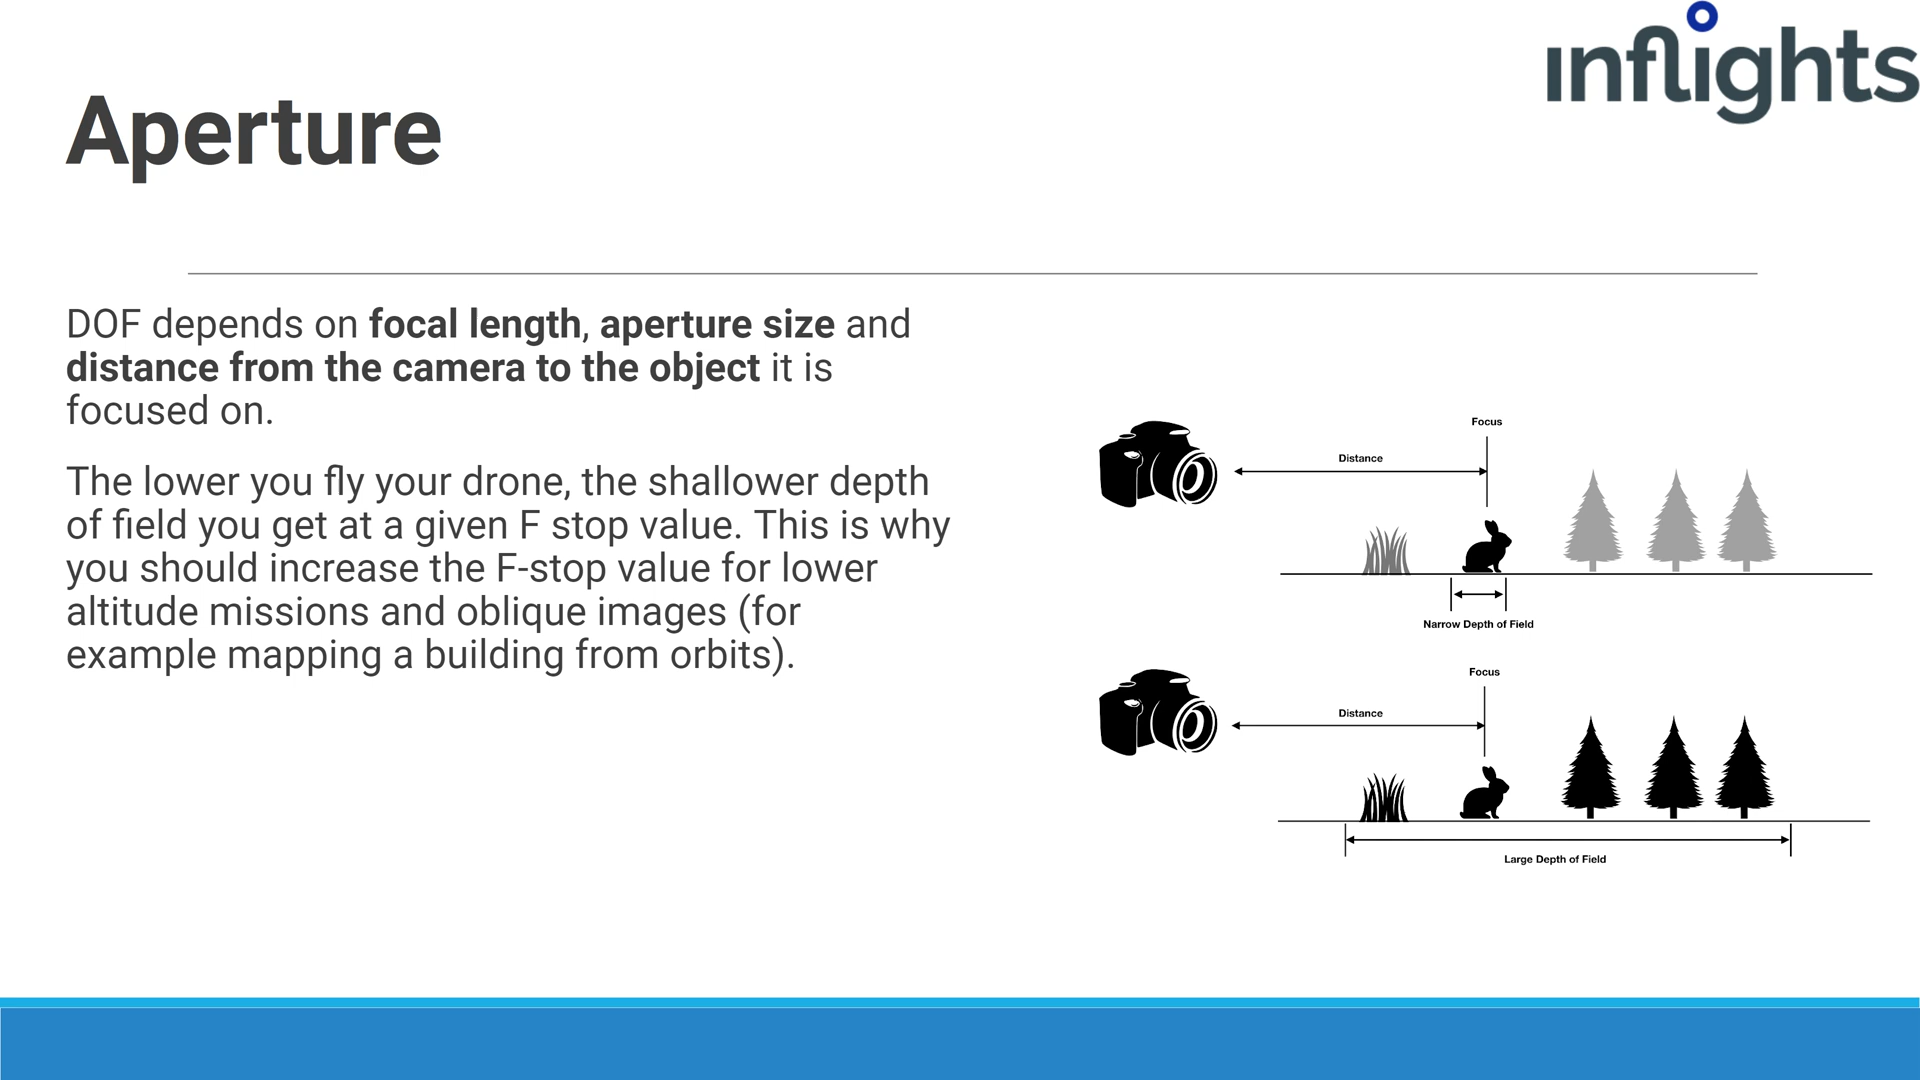 inflights
Aperture
DOF depends on focal length, aperture size and
distance from the camera to the object it is
focused on.
The lower you fly your drone, the shallower depth
of field you get at a given F stop value. This is why
you should increase the F-stop value for lower
altitude missions and oblique images (for
example mapping a building from orbits).
Focus
Distance
Narrow Depth of Field
Focus
Distance
Large Depth of Field